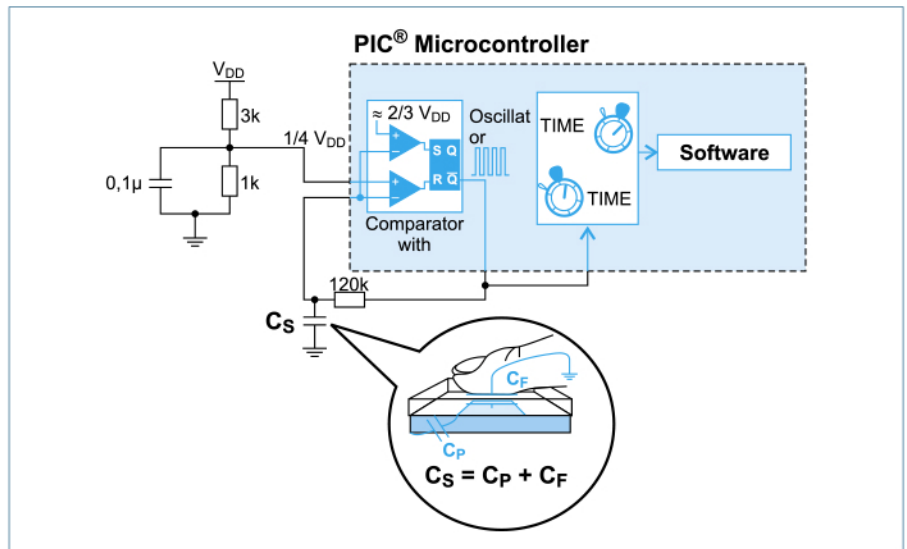 PIC® Microcontroller
VDD
3k
1/4 VDD
0,1µ
1k
≈ 2/3 VDD
+
−
+
−
S Q
R Q̅
Oscillat
or
Comparator
with
TIME
TIME
Software
120k
CS
CF
CP
CS = CP + CF